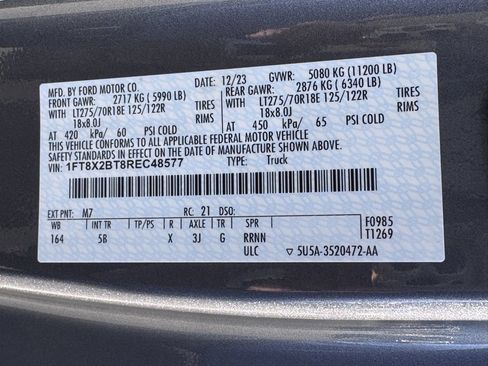 MFD. BY FORD MOTOR CO. DATE: 12/23 GVWR: 5080 KG (11200 LB)
FRONT GAWR: 2717 KG (5990 LB) REAR GAWR: 2876 KG (6340 LB)
LT275/70R18E 125/122R TIRES WITH LT275/70R18E 125/122R TIRES
18x8.0J RIMS 18x8.0J RIMS
AT 420 kPa/ 60 PSI COLD AT 450 kPa/ 65 PSI COLD
THIS VEHICLE CONFORMS TO ALL APPLICABLE FEDERAL MOTOR VEHICLE
SAFETY STANDARDS IN EFFECT ON THE DATE OF MANUFACTURE SHOWN ABOVE.
VIN: 1FT8X2BT8REC48577 TYPE: Truck
EXT PNT: M7 RC: 21 DSO:
WB INT TR TP/PS R AXLE TR SPR F0985
164 5B X 3J G RRNN T1269
ULC 5U5A-3520472-AA